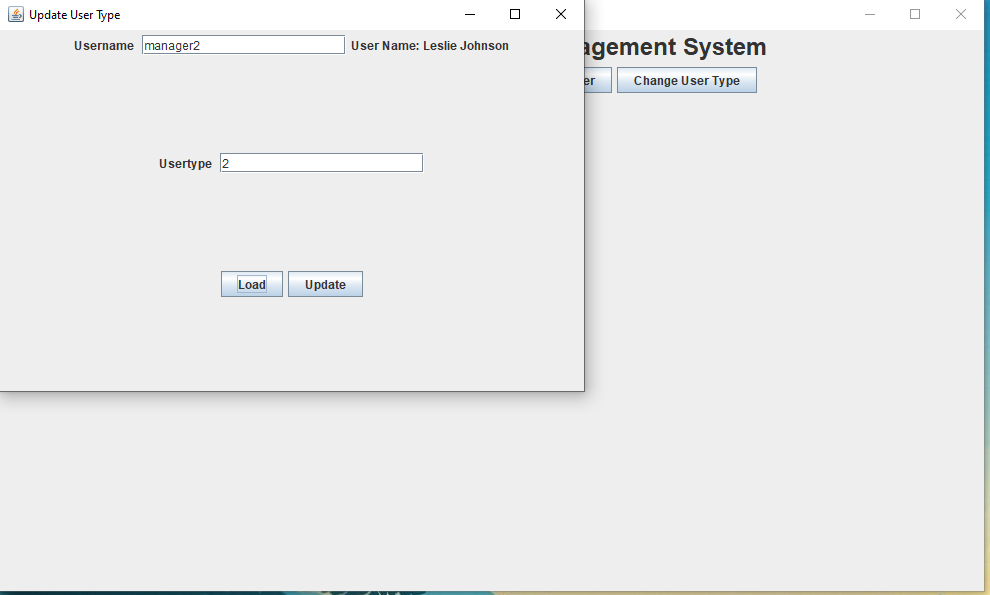 Update User Type
Username manager2 User Name: Leslie Johnson
Usertype 2
Load Update
agement System
er Change User Type